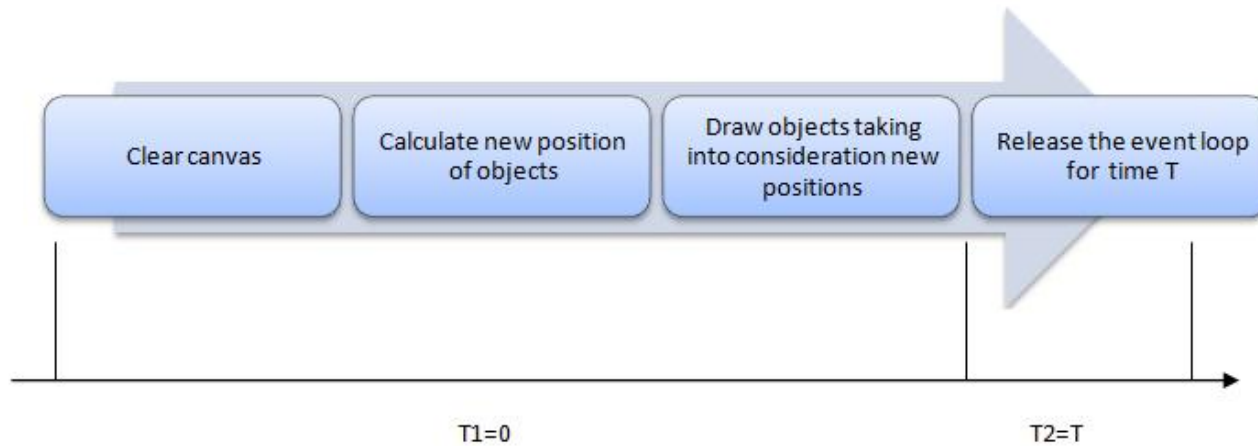 Clear canvas
Calculate new position
of objects
Draw objects taking
into consideration new
positions
Release the event loop
for time T
T1=0
T2=T